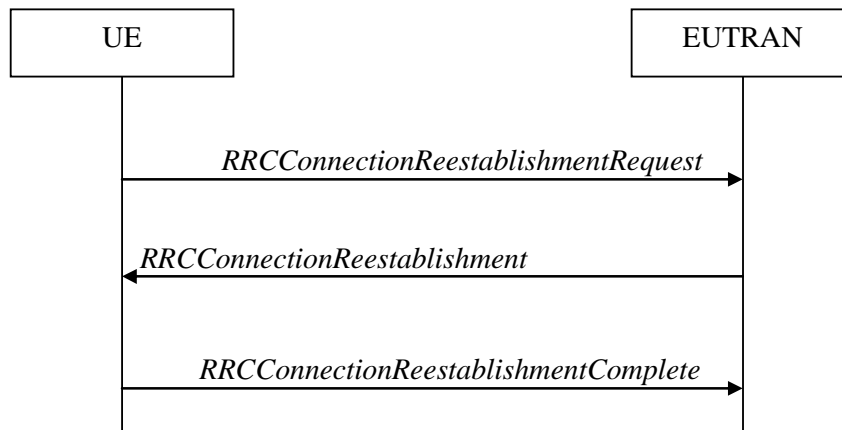 UE
EUTRAN
RRCConnectionReestablishmentRequest
RRCConnectionReestablishment
RRCConnectionReestablishmentComplete